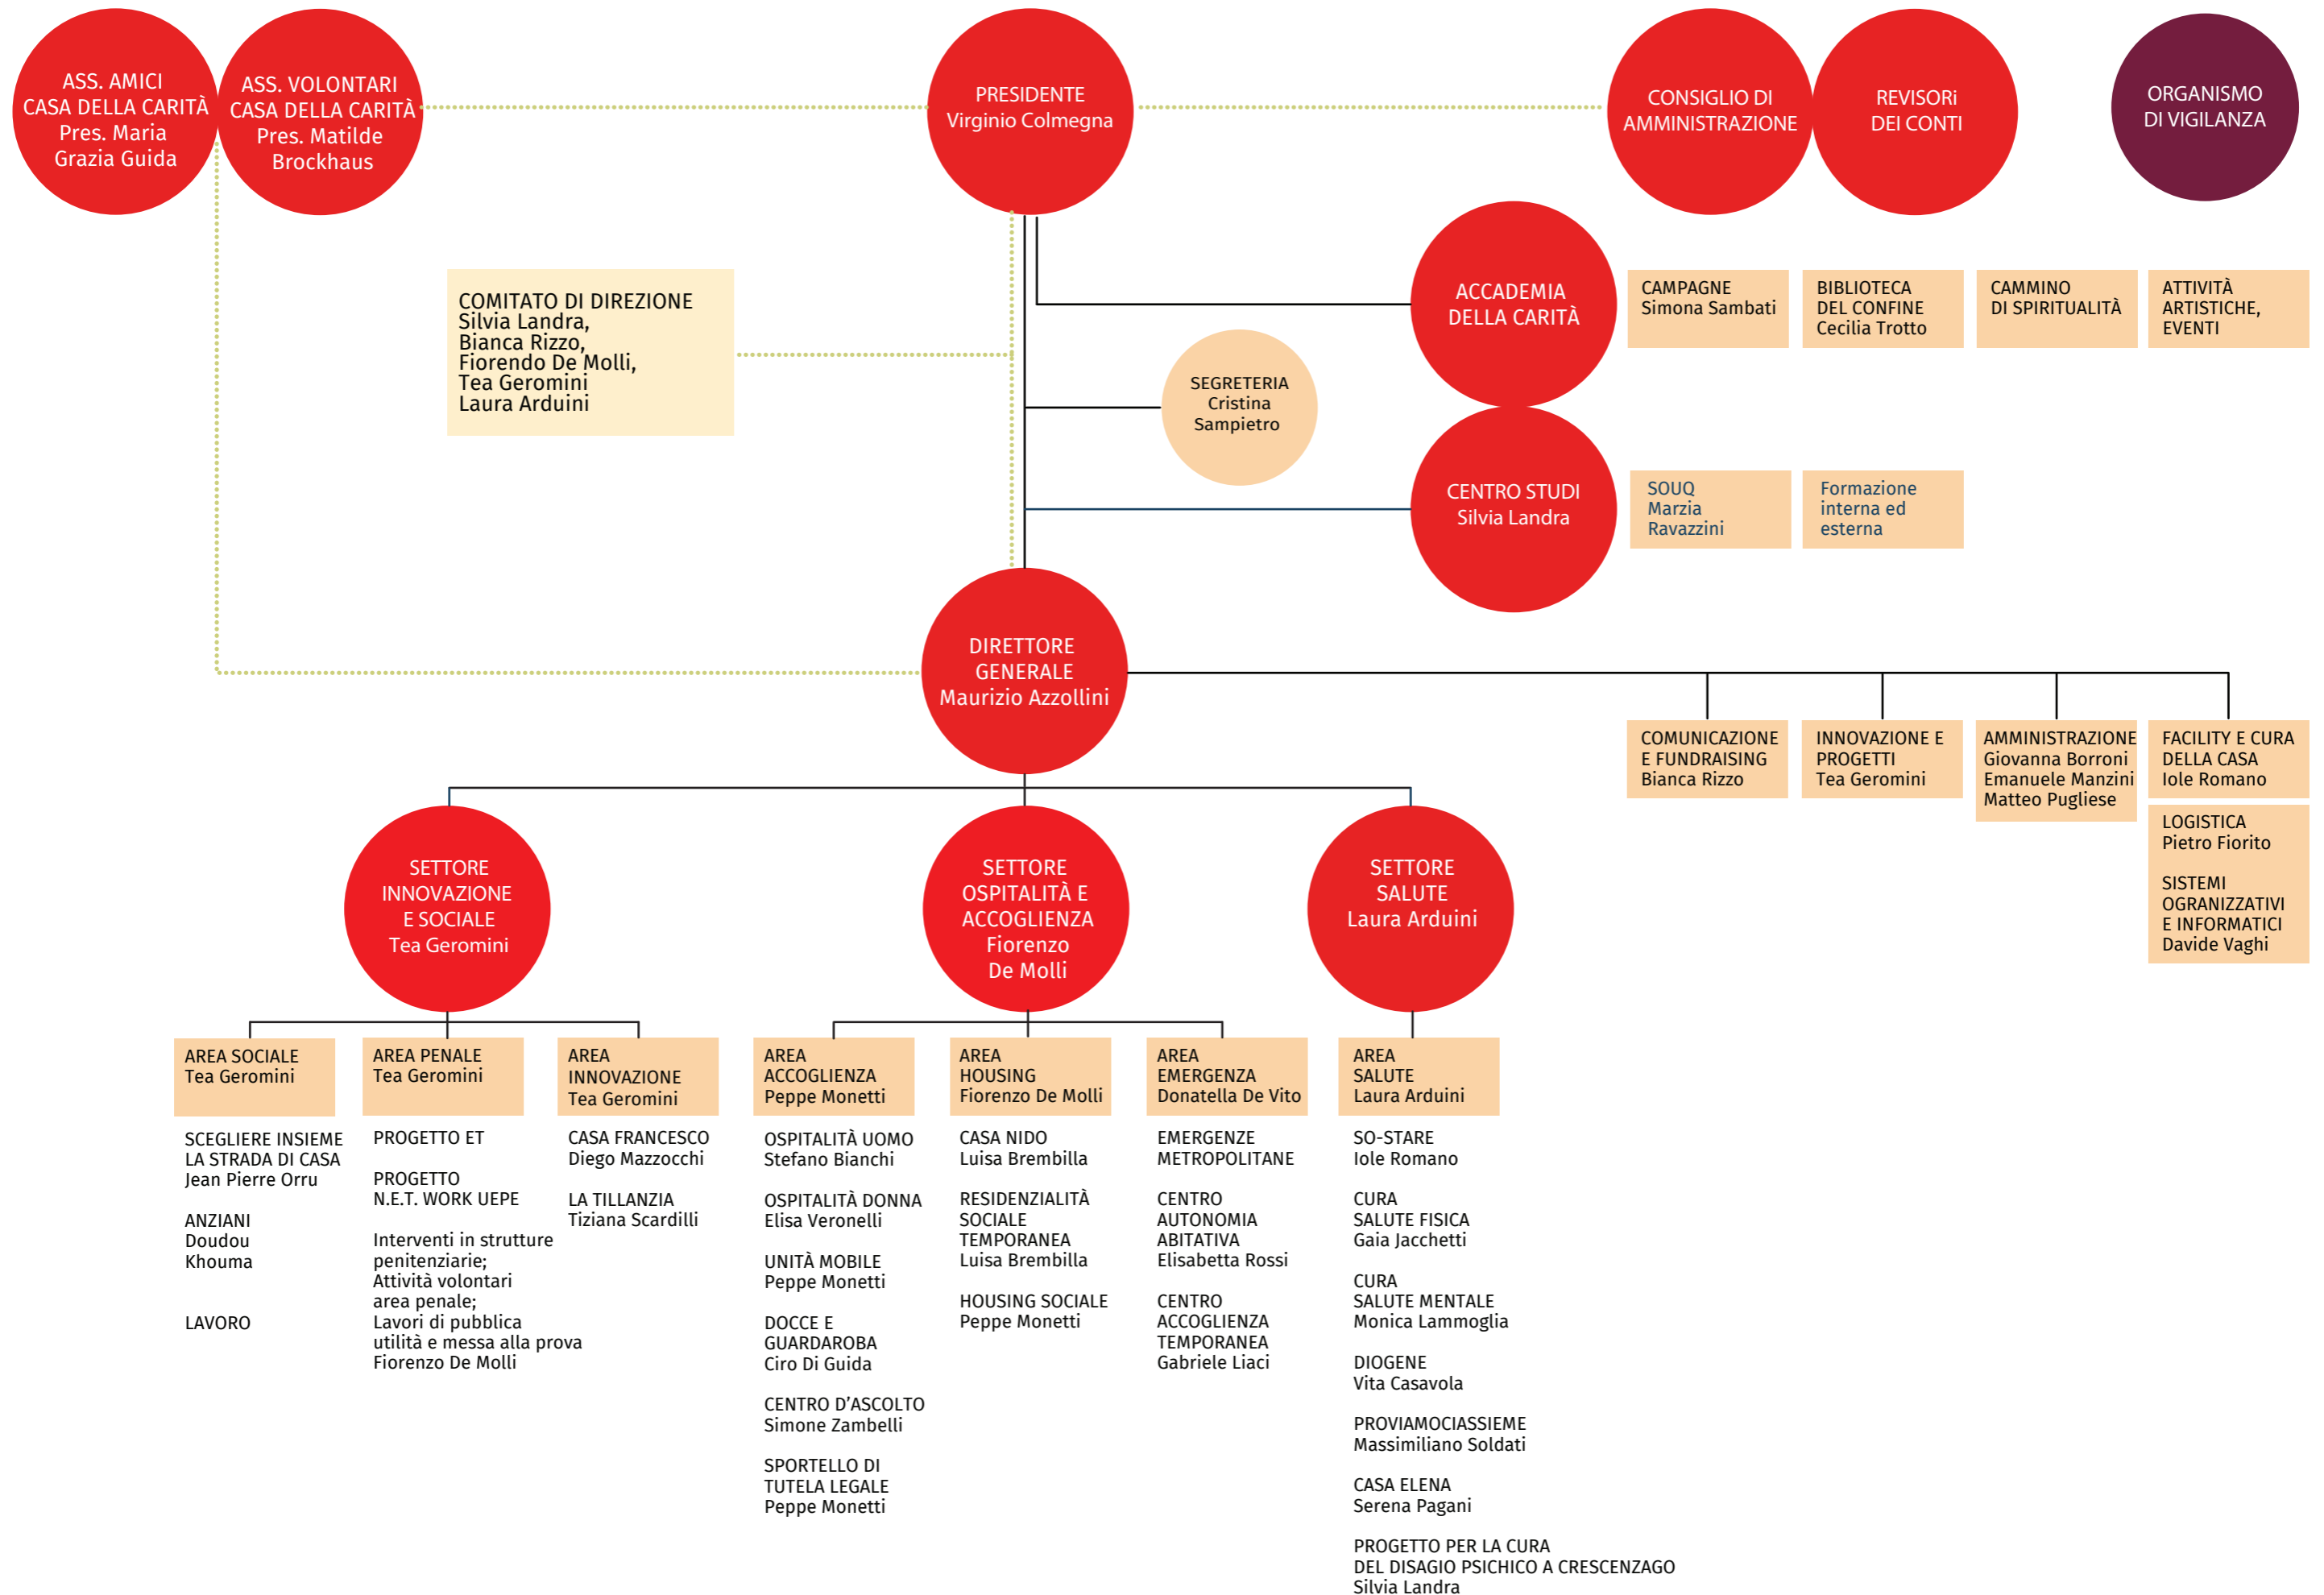 ASS. AMICI
CASA DELLA CARITÀ
Pres. Maria
Grazia Guida
ASS. VOLONTARI
CASA DELLA CARITÀ
Pres. Matilde
Brockhaus
PRESIDENTE
Virginio Colmegna
CONSIGLIO DI
AMMINISTRAZIONE
REVISORi
DEI CONTI
ORGANISMO
DI VIGILANZA
COMITATO DI DIREZIONE
Silvia Landra,
Bianca Rizzo,
Fiorendo De Molli,
Tea Geromini
Laura Arduini
ACCADEMIA
DELLA CARITÀ
CAMPAGNE
Simona Sambati
BIBLIOTECA
DEL CONFINE
Cecilia Trotto
CAMMINO
DI SPIRITUALITÀ
ATTIVITÀ
ARTISTICHE,
EVENTI
SEGRETERIA
Cristina
Sampietro
CENTRO STUDI
Silvia Landra
SOUQ
Marzia
Ravazzini
Formazione
interna ed
esterna
DIRETTORE
GENERALE
Maurizio Azzollini
COMUNICAZIONE
E FUNDRAISING
Bianca Rizzo
INNOVAZIONE E
PROGETTI
Tea Geromini
AMMINISTRAZIONE
Giovanna Borroni
Emanuele Manzini
Matteo Pugliese
FACILITY E CURA
DELLA CASA
Iole Romano
LOGISTICA
Pietro Fiorito
SISTEMI
OGRANIZZATIVI
E INFORMATICI
Davide Vaghi
SETTORE
INNOVAZIONE
E SOCIALE
Tea Geromini
SETTORE
OSPITALITÀ E
ACCOGLIENZA
Fiorenzo
De Molli
SETTORE
SALUTE
Laura Arduini
AREA SOCIALE
Tea Geromini
SCEGLIERE INSIEME
LA STRADA DI CASA
Jean Pierre Orru
ANZIANI
Doudou
Khouma
LAVORO
AREA PENALE
Tea Geromini
PROGETTO ET
PROGETTO
N.E.T. WORK UEPE
Interventi in strutture
penitenziarie;
Attività volontari
area penale;
Lavori di pubblica
utilità e messa alla prova
Fiorenzo De Molli
AREA
INNOVAZIONE
Tea Geromini
CASA FRANCESCO
Diego Mazzocchi
LA TILLANZIA
Tiziana Scardilli
AREA
ACCOGLIENZA
Peppe Monetti
OSPITALITÀ UOMO
Stefano Bianchi
OSPITALITÀ DONNA
Elisa Veronelli
UNITÀ MOBILE
Peppe Monetti
DOCCE E
GUARDAROBA
Ciro Di Guida
CENTRO D'ASCOLTO
Simone Zambelli
SPORTELLO DI
TUTELA LEGALE
Peppe Monetti
AREA
HOUSING
Fiorenzo De Molli
CASA NIDO
Luisa Brembilla
RESIDENZIALITÀ
SOCIALE
TEMPORANEA
Luisa Brembilla
HOUSING SOCIALE
Peppe Monetti
AREA
EMERGENZA
Donatella De Vito
EMERGENZE
METROPOLITANE
CENTRO
AUTONOMIA
ABITATIVA
Elisabetta Rossi
CENTRO
ACCOGLIENZA
TEMPORANEA
Gabriele Liaci
AREA
SALUTE
Laura Arduini
SO-STARE
Iole Romano
CURA
SALUTE FISICA
Gaia Jacchetti
CURA
SALUTE MENTALE
Monica Lammoglia
DIOGENE
Vita Casavola
PROVIAMOCIASSIEME
Massimiliano Soldati
CASA ELENA
Serena Pagani
PROGETTO PER LA CURA
DEL DISAGIO PSICHICO A CRESCENZAGO
Silvia Landra